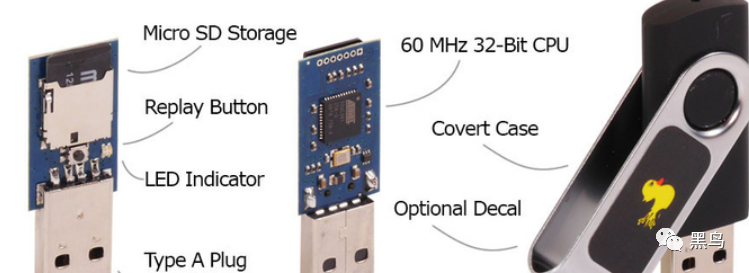 Micro SD Storage
60 MHz 32-Bit CPU
Replay Button
Covert Case
LED Indicator
Optional Decal
Type A Plug
黑鸟